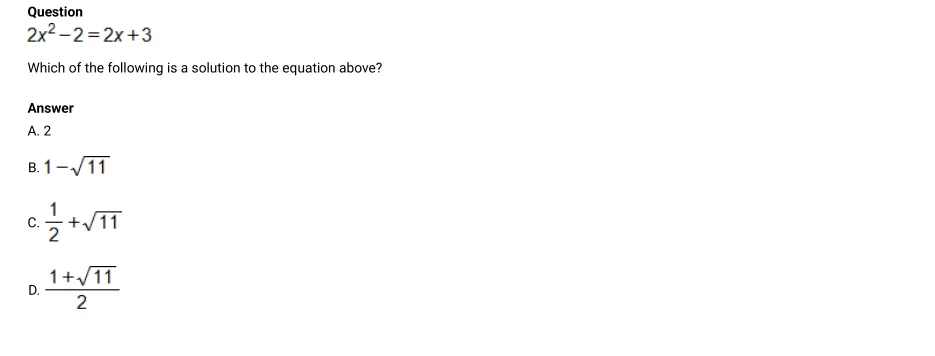 Question
2x² – 2 = 2x + 3
Which of the following is a solution to the equation above?
Answer
A. 2
B. 1 – √11
C. 1/2 + √11
D. (1 + √11)/2